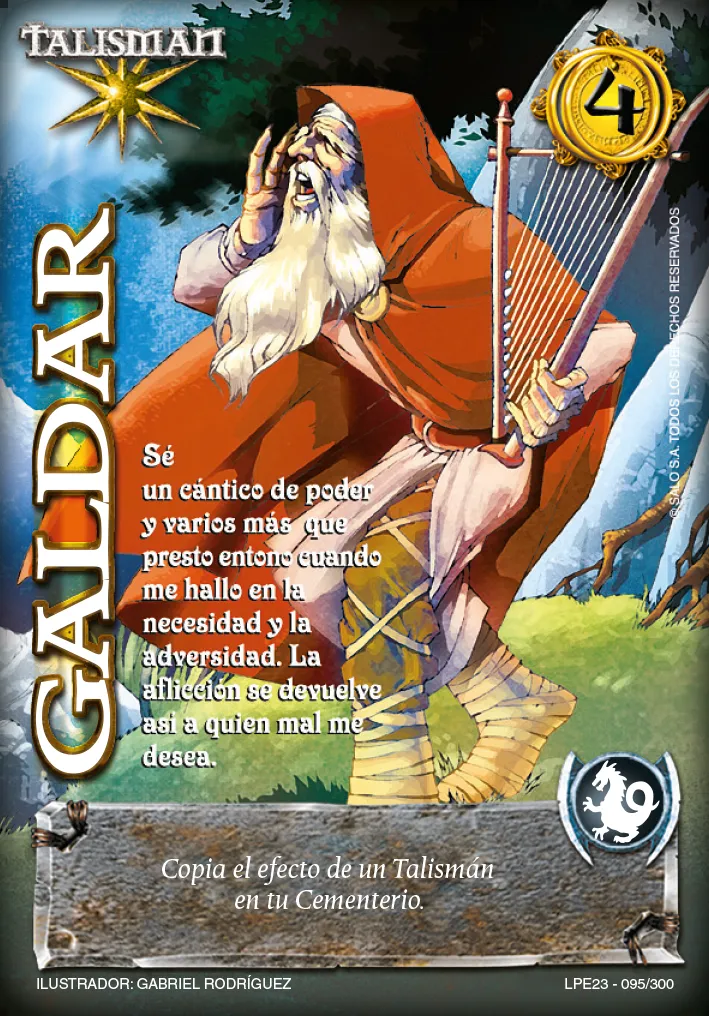 TALISMAN
4
GALDAR
Sé
un cántico de poder
y varios más que
presto entono cuando
me hallo en la
necesidad y la
adversidad. La
aflicción se devuelve
asi a quien mal me
desea.
© SALO S.A. TODOS LOS DERECHOS RESERVADOS
Copia el efecto de un Talismán
en tu Cementerio.
ILUSTRADOR: GABRIEL RODRÍGUEZ
LPE23 - 095/300